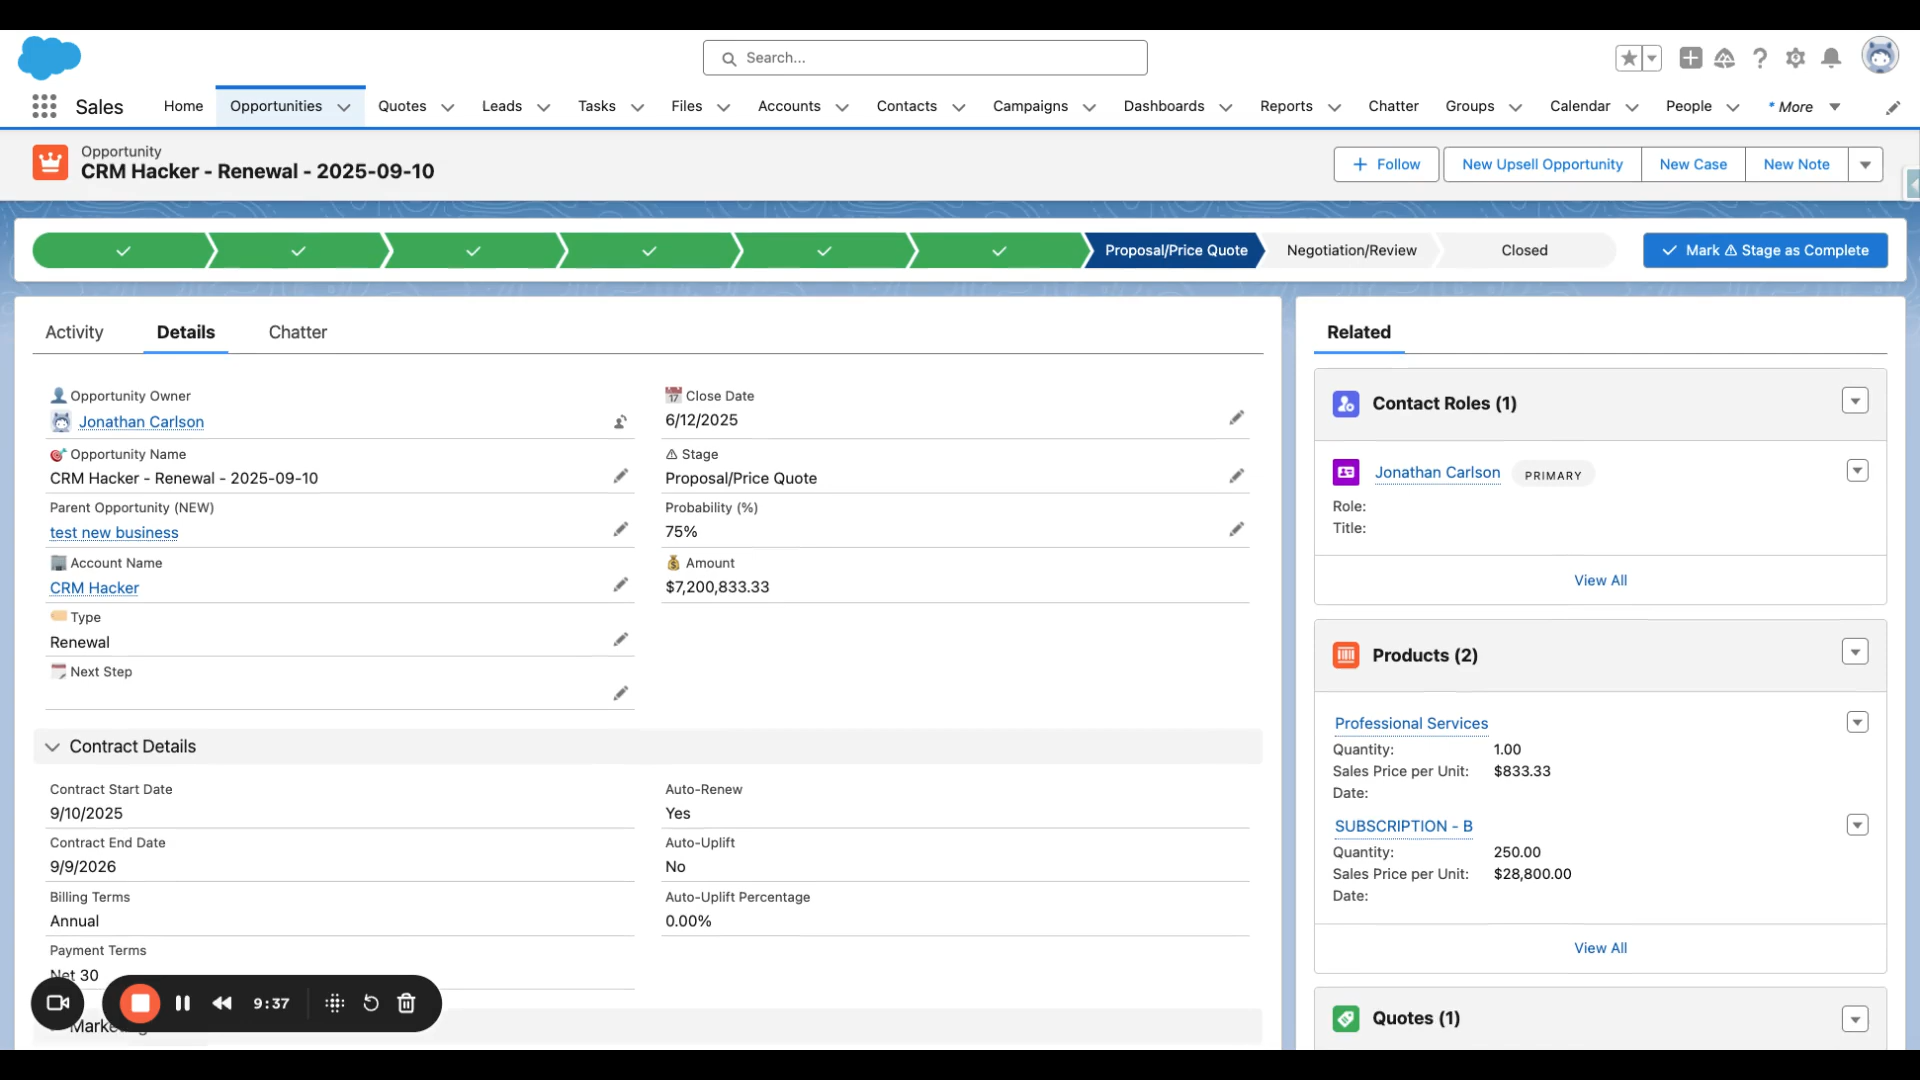 Search...
Sales
Home
Opportunities
Quotes
Leads
Tasks
Files
Accounts
Contacts
Campaigns
Dashboards
Reports
Chatter
Groups
Calendar
People
* More
Opportunity
CRM Hacker - Renewal - 2025-09-10
Follow
New Upsell Opportunity
New Case
New Note
Proposal/Price Quote
Negotiation/Review
Closed
Mark ⚠ Stage as Complete
Activity
Details
Chatter
Opportunity Owner
Jonathan Carlson
Opportunity Name
CRM Hacker - Renewal - 2025-09-10
Parent Opportunity (NEW)
test new business
Account Name
CRM Hacker
Type
Renewal
Next Step
Close Date
6/12/2025
⚠ Stage
Proposal/Price Quote
Probability (%)
75%
Amount
$7,200,833.33
Contract Details
Contract Start Date
9/10/2025
Contract End Date
9/9/2026
Billing Terms
Annual
Payment Terms
Net 30
Auto-Renew
Yes
Auto-Uplift
No
Auto-Uplift Percentage
0.00%
9:37
Related
Contact Roles (1)
Jonathan Carlson PRIMARY
Role:
Title:
View All
Products (2)
Professional Services
Quantity: 1.00
Sales Price per Unit: $833.33
Date:
SUBSCRIPTION - B
Quantity: 250.00
Sales Price per Unit: $28,800.00
Date:
View All
Quotes (1)